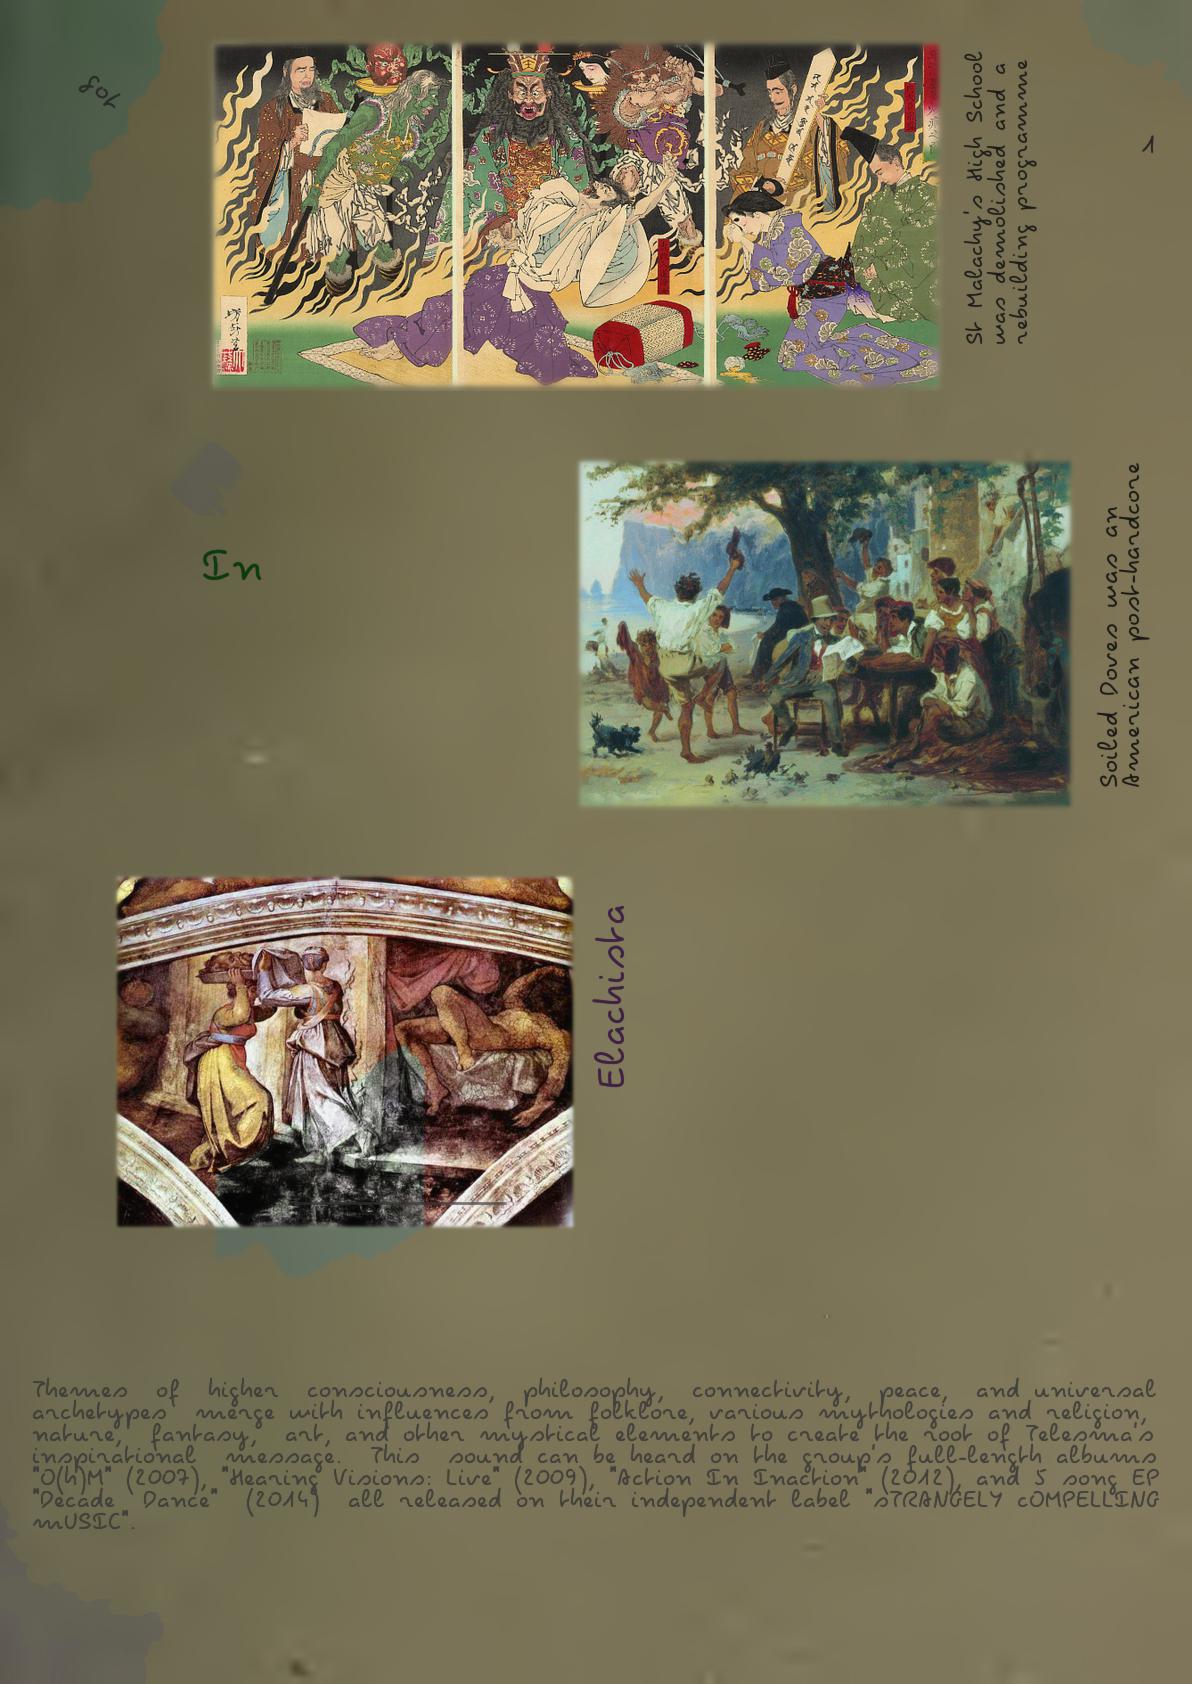 St Malachy's High School
was demolished and a
rebuilding programme
1
In
Soiled Doves was an
American post-hardcore
Elachista
Themes of higher consciousness, philosophy, connectivity, peace, and universal
archetypes merge with influences from folklore, various mythologies and religion,
nature, fantasy, art, and other mystical elements to create the root of Telesma's
inspirational message. This sound can be heard on the group's full-length albums
"O(h)M" (2007), "Hearing Visions: Live" (2009), "Action In Inaction" (2012), and 5 song EP
"Decade Dance" (2014) all released on their independent label "sTRANGELY cOMPELLING
mUSIC".